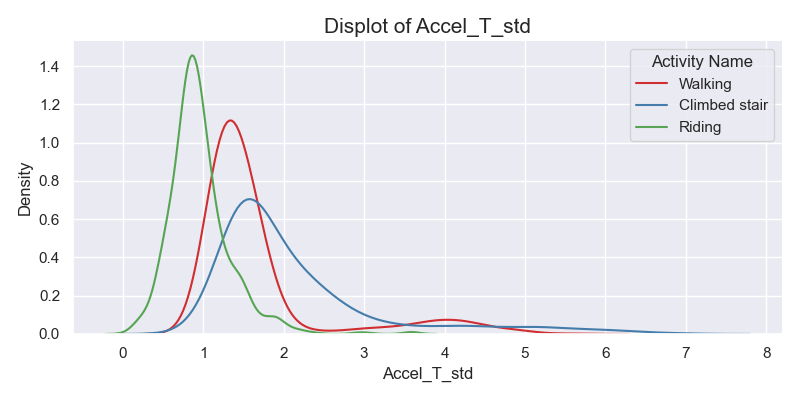 Displot of Accel_T_std
Activity Name
Walking
Climbed stair
Riding
Density
1.4
1.2
1.0
0.8
0.6
0.4
0.2
0.0
0 1 2 3 4 5 6 7 8
Accel_T_std